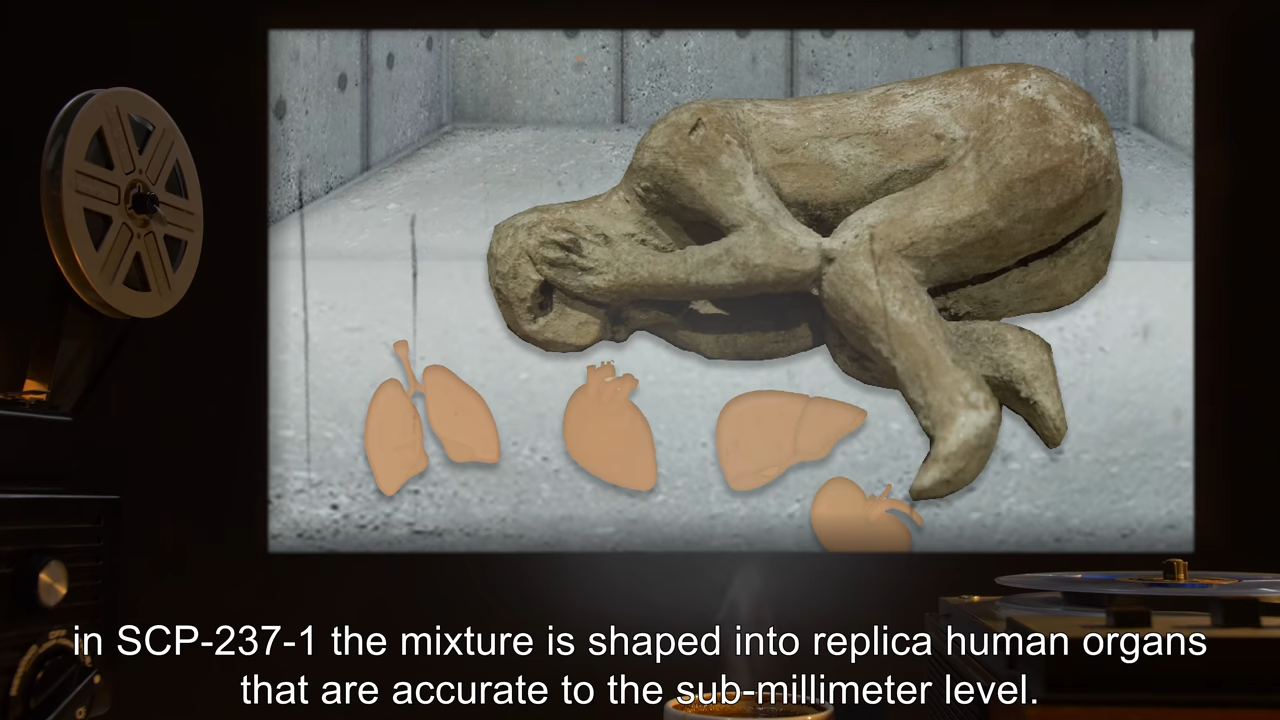 in SCP-237-1 the mixture is shaped into replica human organs
that are accurate to the sub-millimeter level.